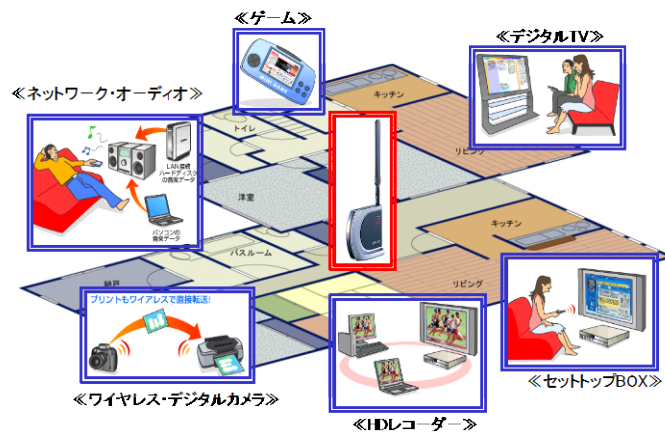 ≪ゲーム≫
≪デジタルTV≫
≪ネットワーク・オーディオ≫
キッチン
トイレ
リビング
LAN接続
ハードディスク
の音楽データ
洋室
パソコンの
音楽データ
キッチン
バスルーム
リビング
納戸
プリントもワイアレスで直接転送!
≪セットトップBOX≫
≪ワイヤレス・デジタルカメラ≫
≪HDレコーダー≫